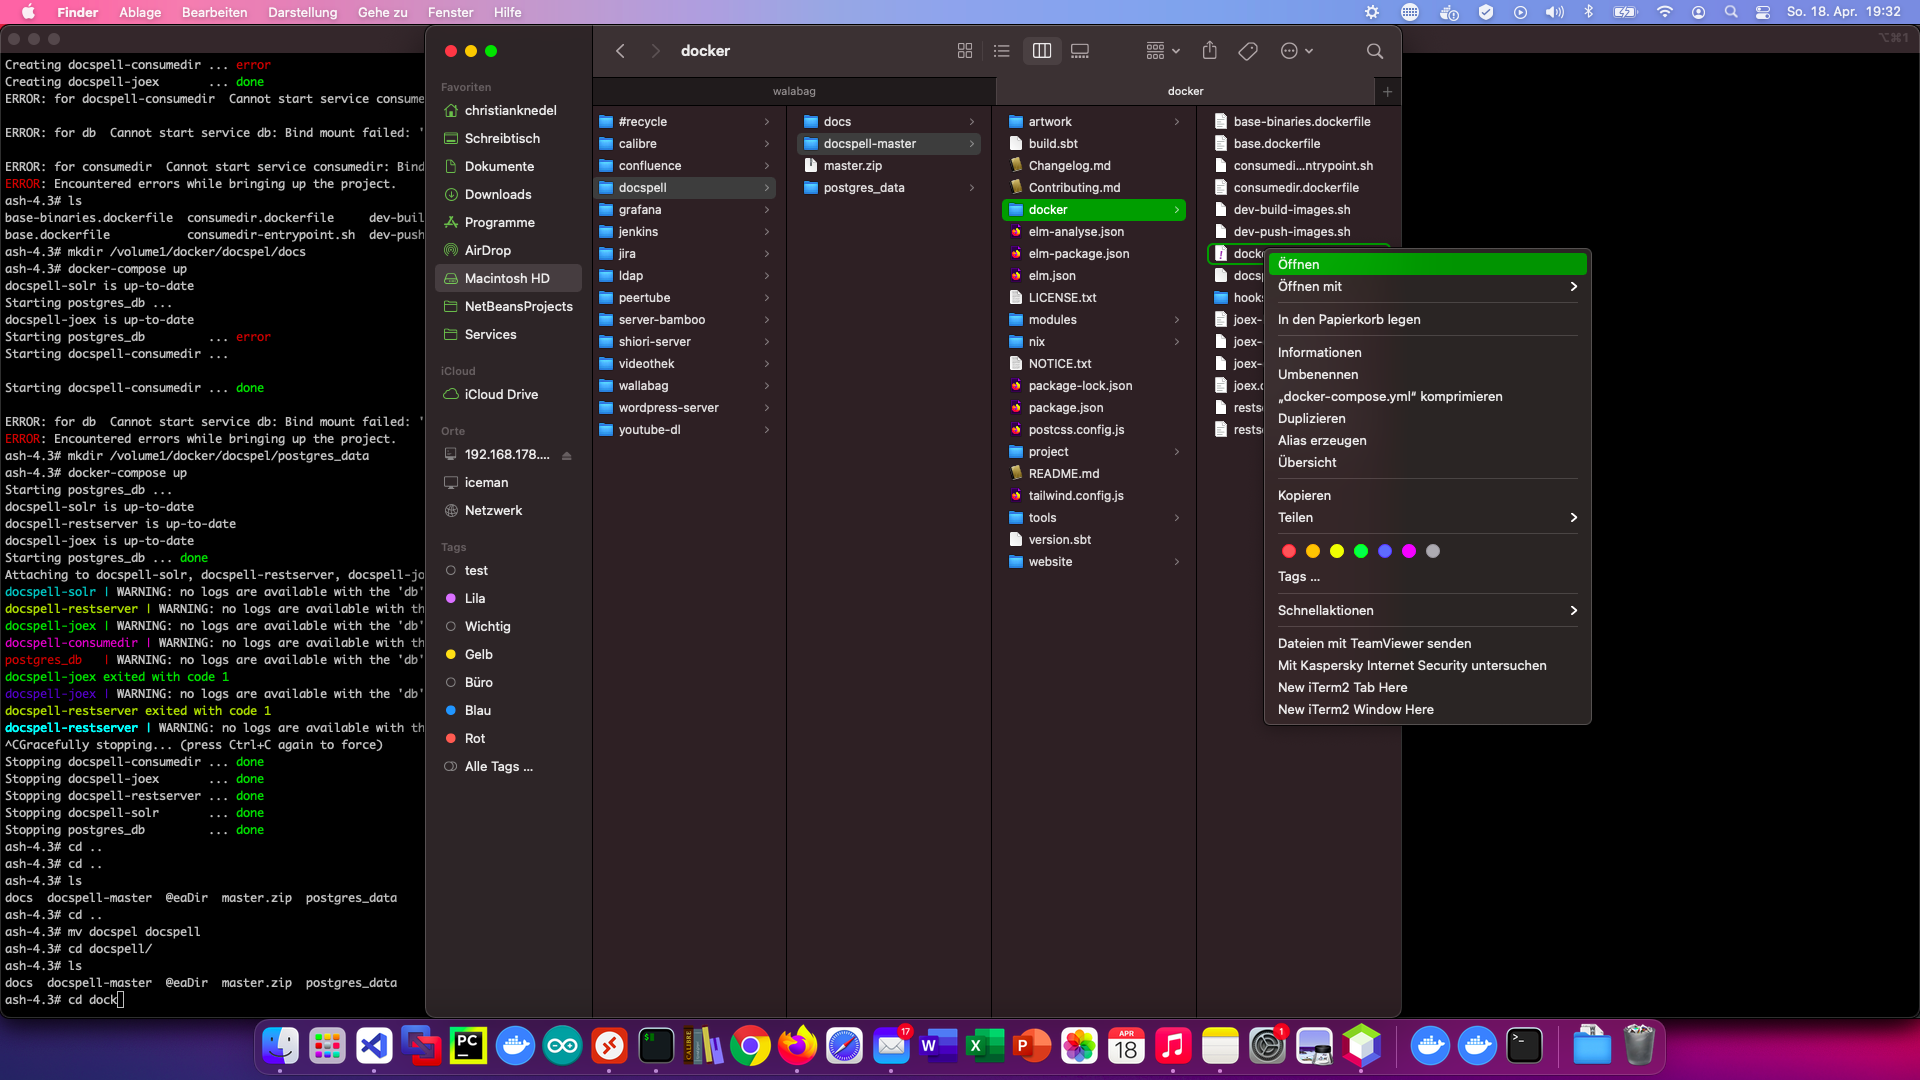 Finder Ablage Bearbeiten Darstellung Gehe zu Fenster Hilfe So. 18. Apr. 19:32
⌥⌘1
Creating docspell-consumedir ... error
Creating docspell-joex ... done
ERROR: for docspell-consumedir Cannot start service consume
ERROR: for db Cannot start service db: Bind mount failed: '
ERROR: for consumedir Cannot start service consumedir: Bind
ERROR: Encountered errors while bringing up the project.
ash-4.3# ls
base-binaries.dockerfile consumedir.dockerfile dev-buil
base.dockerfile consumedir-entrypoint.sh dev-push
ash-4.3# mkdir /volume1/docker/docspel/docs
ash-4.3# docker-compose up
docspell-solr is up-to-date
Starting postgres_db ...
docspell-joex is up-to-date
Starting postgres_db ... error
Starting docspell-consumedir ...
Starting docspell-consumedir ... done
ERROR: for db Cannot start service db: Bind mount failed: '
ERROR: Encountered errors while bringing up the project.
ash-4.3# mkdir /volume1/docker/docspel/postgres_data
ash-4.3# docker-compose up
Starting postgres_db ...
docspell-solr is up-to-date
docspell-restserver is up-to-date
docspell-joex is up-to-date
Starting postgres_db ... done
Attaching to docspell-solr, docspell-restserver, docspell-jo
docspell-solr | WARNING: no logs are available with the 'db'
docspell-restserver | WARNING: no logs are available with th
docspell-joex | WARNING: no logs are available with the 'db'
docspell-consumedir | WARNING: no logs are available with th
postgres_db | WARNING: no logs are available with the 'db'
docspell-joex exited with code 1
docspell-joex | WARNING: no logs are available with the 'db'
docspell-restserver exited with code 1
docspell-restserver | WARNING: no logs are available with th
^CGracefully stopping... (press Ctrl+C again to force)
Stopping docspell-consumedir ... done
Stopping docspell-joex ... done
Stopping docspell-restserver ... done
Stopping docspell-solr ... done
Stopping postgres_db ... done
ash-4.3# cd ..
ash-4.3# cd ..
ash-4.3# ls
docs docspell-master @eaDir master.zip postgres_data
ash-4.3# cd ..
ash-4.3# mv docspel docspell
ash-4.3# cd docspell/
ash-4.3# ls
docs docspell-master @eaDir master.zip postgres_data
ash-4.3# cd dock
Favoriten
christianknedel
Schreibtisch
Dokumente
Downloads
Programme
AirDrop
Macintosh HD
NetBeansProjects
Services
iCloud
iCloud Drive
Orte
192.168.178....
iceman
Netzwerk
Tags
test
Lila
Wichtig
Gelb
Büro
Blau
Rot
Alle Tags ...
docker
walabag
docker
#recycle
calibre
confluence
docspell
grafana
jenkins
jira
ldap
peertube
server-bamboo
shiori-server
videothek
wallabag
wordpress-server
youtube-dl
docs
docspell-master
master.zip
postgres_data
artwork
build.sbt
Changelog.md
Contributing.md
docker
elm-analyse.json
elm-package.json
elm.json
LICENSE.txt
modules
nix
NOTICE.txt
package-lock.json
package.json
postcss.config.js
project
README.md
tailwind.config.js
tools
version.sbt
website
base-binaries.dockerfile
base.dockerfile
consumedi...ntrypoint.sh
consumedir.dockerfile
dev-build-images.sh
dev-push-images.sh
docke
docs
hooks
joex-
joex-
joex-
joex.
rests
rests
Öffnen
Öffnen mit
In den Papierkorb legen
Informationen
Umbenennen
„docker-compose.yml“ komprimieren
Duplizieren
Alias erzeugen
Übersicht
Kopieren
Teilen
Tags ...
Schnellaktionen
Dateien mit TeamViewer senden
Mit Kaspersky Internet Security untersuchen
New iTerm2 Tab Here
New iTerm2 Window Here
PC
$
CALIBRE
17
W
X
P
APR
18
1
>_